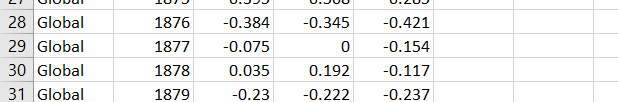 28 Global 1876 -0.384 -0.345 -0.421
29 Global 1877 -0.075 0 -0.154
30 Global 1878 0.035 0.192 -0.117
31 Global 1879 -0.23 -0.222 -0.237